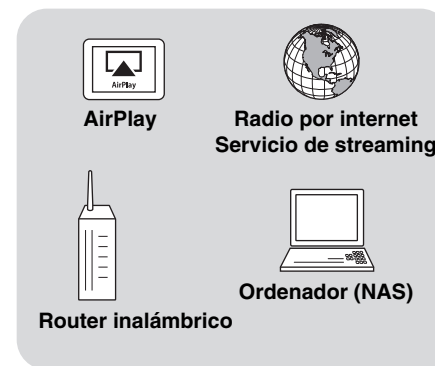 AirPlay
AirPlay
Radio por internet
Servicio de streaming
Router inalámbrico
Ordenador (NAS)